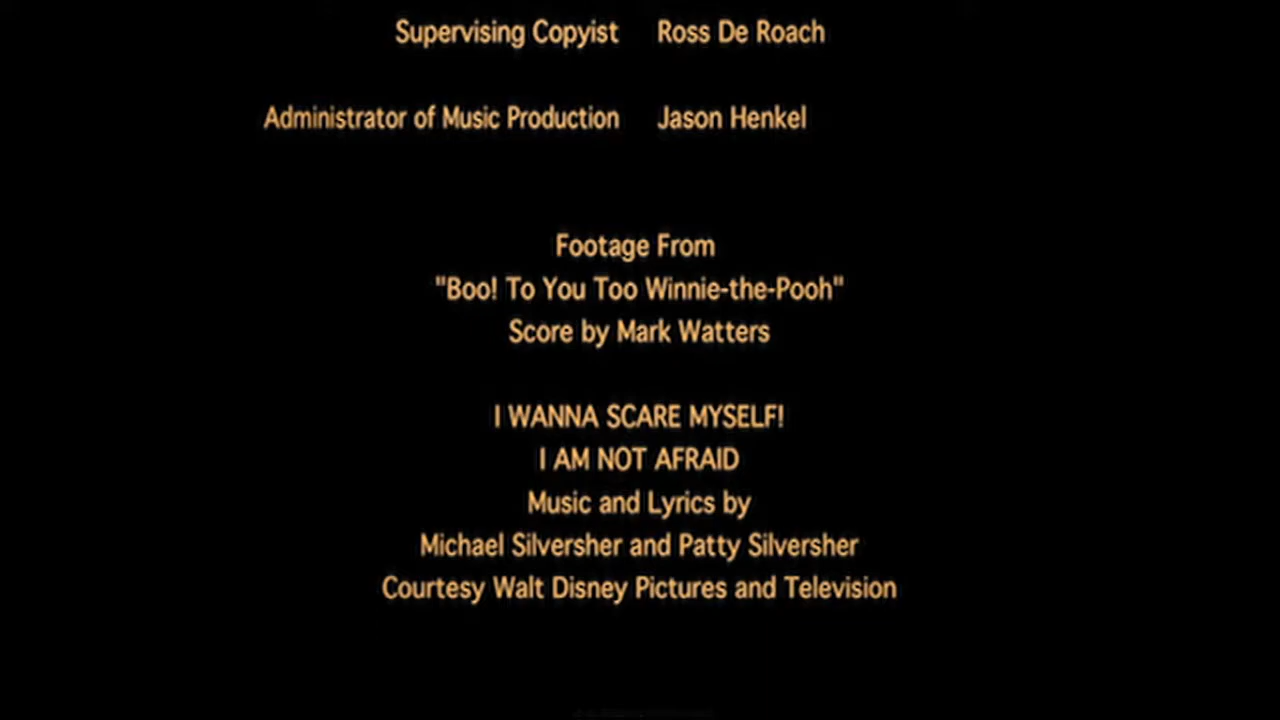 Supervising Copyist Ross De Roach
Administrator of Music Production Jason Henkel
Footage From
"Boo! To You Too Winnie-the-Pooh"
Score by Mark Watters
I WANNA SCARE MYSELF!
I AM NOT AFRAID
Music and Lyrics by
Michael Silversher and Patty Silversher
Courtesy Walt Disney Pictures and Television